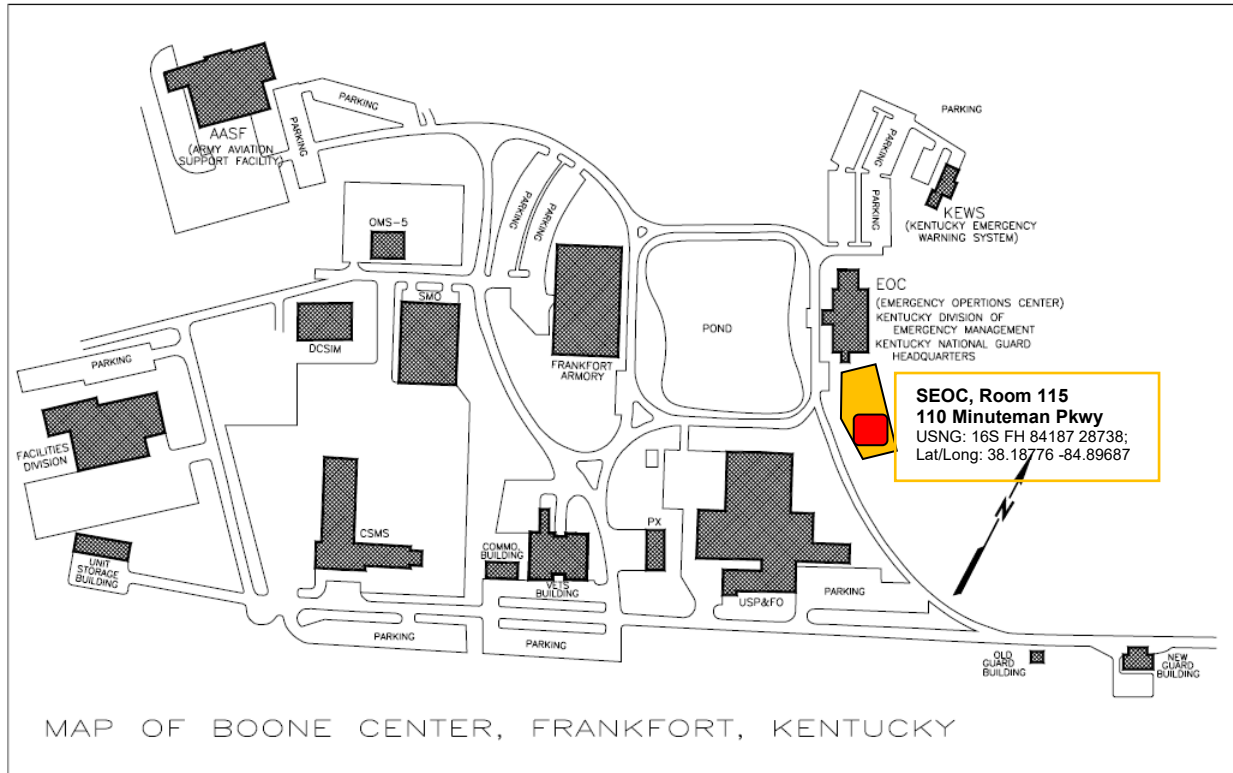 PARKING
PARKING
AASF
(ARMY AVIATION
SUPPORT FACILITY)
PARKING
PARKING
PARKING
PARKING
PARKING
KEWS
(KENTUCKY EMERGENCY
WARNING SYSTEM)
OMS-5
PARKING
PARKING
SMO
DCSIM
FRANKFORT
ARMORY
POND
EOC
(EMERGENCY OPERTIONS CENTER)
KENTUCKY DIVISION OF
EMERGENCY MANAGEMENT
KENTUCKY NATIONAL GUARD
HEADQUARTERS
SEOC, Room 115
110 Minuteman Pkwy
USNG: 16S FH 84187 28738;
Lat/Long: 38.18776 -84.89687
N
PARKING
FACILITIES
DIVISION
UNIT
STORAGE
BUILDING
CSMS
COMMO.
BUILDING
VETS
BUILDING
PX
USP&FO
PARKING
PARKING
PARKING
OLD
GUARD
BUILDING
NEW
GUARD
BUILDING
MAP OF BOONE CENTER, FRANKFORT, KENTUCKY